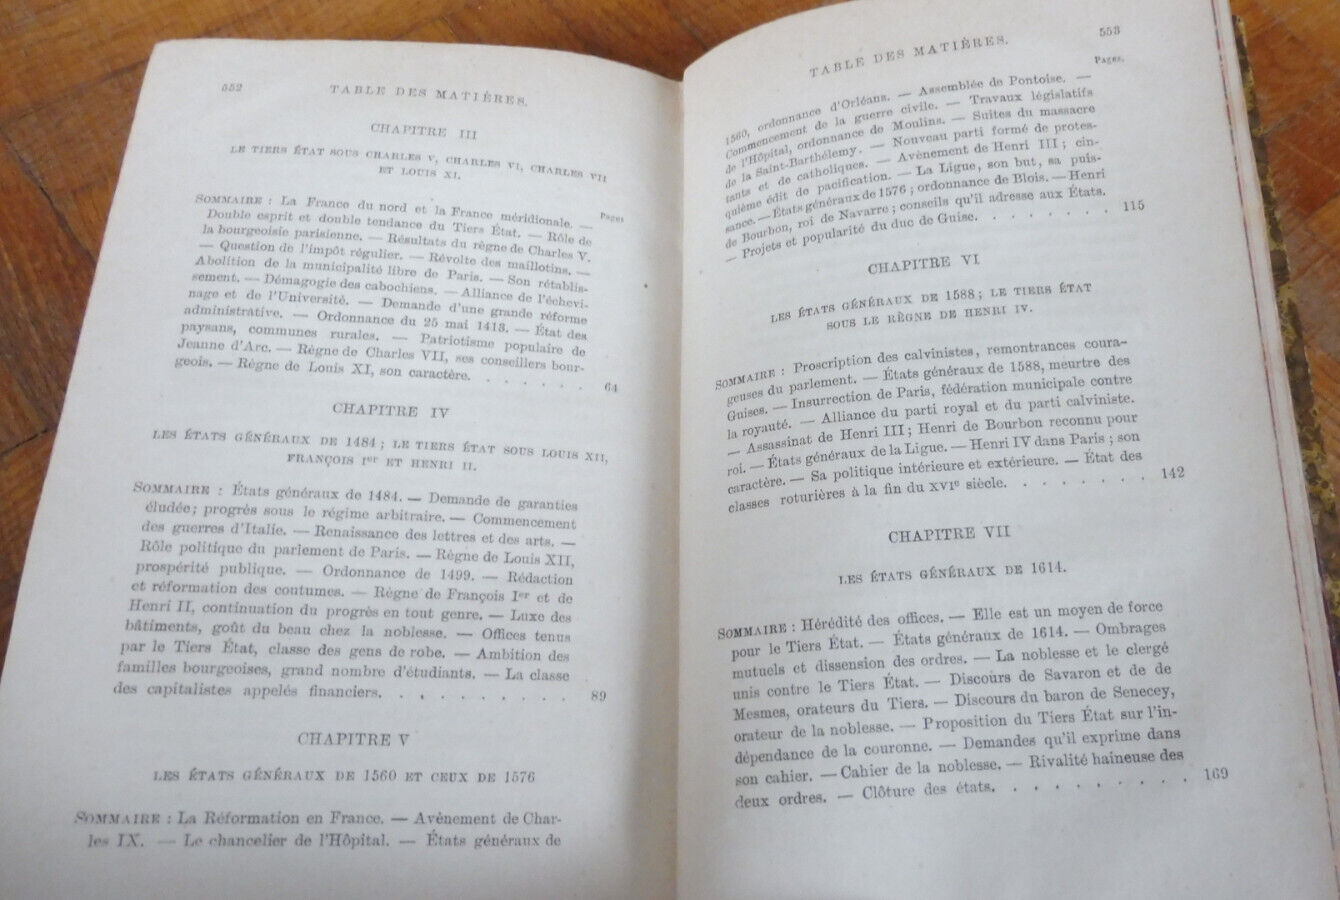 552
TABLE DES MATIÈRES.
CHAPITRE III
LE TIERS ÉTAT SOUS CHARLES V, CHARLES VI, CHARLES VII
ET LOUIS XI.
Pages
SOMMAIRE : La France du nord et la France méridionale. —
Double esprit et double tendance du Tiers État. — Rôle de
la bourgeoisie parisienne. — Résultats du règne de Charles V.
— Question de l'impôt régulier. — Révolte des maillotins. —
Abolition de la municipalité libre de Paris. — Son rétablis-
sement. — Démagogie des cabochiens. — Alliance de l'échevi-
nage et de l'Université. — Demande d'une grande réforme
administrative. — Ordonnance du 25 mai 1413. — État des
paysans, communes rurales. — Patriotisme populaire de
Jeanne d'Arc. — Règne de Charles VII, ses conseillers bour-
geois. — Règne de Louis XI, son caractère. . . . . . . 64
CHAPITRE IV
LES ÉTATS GÉNÉRAUX DE 1484 ; LE TIERS ÉTAT SOUS LOUIS XII,
FRANÇOIS Ier ET HENRI II.
SOMMAIRE : États généraux de 1484. — Demande de garanties
éludée ; progrès sous le régime arbitraire. — Commencement
des guerres d'Italie. — Renaissance des lettres et des arts. —
Rôle politique du parlement de Paris. — Règne de Louis XII,
prospérité publique. — Ordonnance de 1499. — Rédaction
et réformation des coutumes. — Règne de François Ier et de
Henri II, continuation du progrès en tout genre. — Luxe des
bâtiments, goût du beau chez la noblesse. — Offices tenus
par le Tiers État, classe des gens de robe. — Ambition des
familles bourgeoises, grand nombre d'étudiants. — La classe
des capitalistes appelés financiers. . . . . . . . . 89
CHAPITRE V
LES ÉTATS GÉNÉRAUX DE 1560 ET CEUX DE 1576
SOMMAIRE : La Réformation en France. — Avènement de Char-
les IX. — Le chancelier de l'Hôpital. — États généraux de
TABLE DES MATIÈRES.
553
Pages.
1560, ordonnance d'Orléans. — Assemblée de Pontoise. —
Commencement de la guerre civile. — Travaux législatifs
de l'Hôpital, ordonnance de Moulins. — Suites du massacre
de la Saint-Barthélemy. — Nouveau parti formé de protes-
tants et de catholiques. — Avènement de Henri III ; cin-
quième édit de pacification. — La Ligue, son but, sa puis-
sance. — États généraux de 1576 ; ordonnance de Blois. — Henri
de Bourbon, roi de Navarre ; conseils qu'il adresse aux États.
— Projets et popularité du duc de Guise. . . . . . . . 115
CHAPITRE VI
LES ÉTATS GÉNÉRAUX DE 1588 ; LE TIERS ÉTAT
SOUS LE RÈGNE DE HENRI IV.
SOMMAIRE : Proscription des calvinistes, remontrances coura-
geuses du parlement. — États généraux de 1588, meurtre des
Guises. — Insurrection de Paris, fédération municipale contre
la royauté. — Alliance du parti royal et du parti calviniste.
— Assassinat de Henri III ; Henri de Bourbon reconnu pour
roi. — États généraux de la Ligue. — Henri IV dans Paris ; son
caractère. — Sa politique intérieure et extérieure. — État des
classes roturières à la fin du XVIe siècle. . . . . . . . 142
CHAPITRE VII
LES ÉTATS GÉNÉRAUX DE 1614.
SOMMAIRE : Hérédité des offices. — Elle est un moyen de force
pour le Tiers État. — États généraux de 1614. — Ombrages
mutuels et dissension des ordres. — La noblesse et le clergé
unis contre le Tiers État. — Discours de Savaron et de de
Mesmes, orateurs du Tiers. — Discours du baron de Senecey,
orateur de la noblesse. — Proposition du Tiers État sur l'in-
dépendance de la couronne. — Demandes qu'il exprime dans
son cahier. — Cahier de la noblesse. — Rivalité haineuse des
deux ordres. — Clôture des états. . . . . . . . . . 169